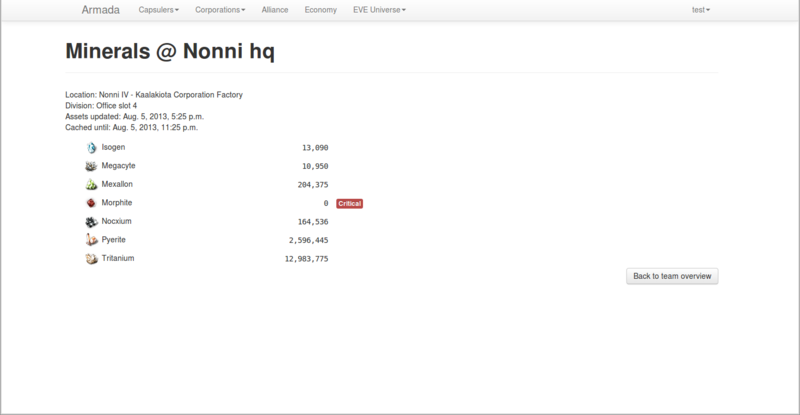 Armada Capsulers Corporations Alliance Economy EVE Universe test
Minerals @ Nonni hq
Location: Nonni IV - Kaalakiota Corporation Factory
Division: Office slot 4
Assets updated: Aug. 5, 2013, 5:25 p.m.
Cached until: Aug. 5, 2013, 11:25 p.m.
Isogen 13,090
Megacyte 10,950
Mexallon 204,375
Morphite 0 Critical
Nocxium 164,536
Pyerite 2,596,445
Tritanium 12,983,775
Back to team overview